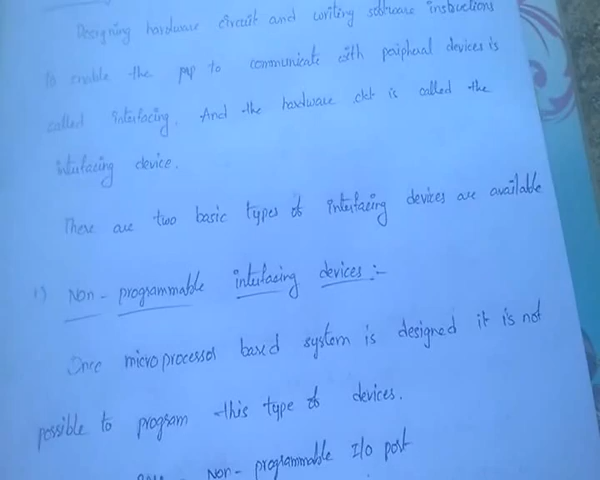 Designing hardware circuit and writing software instructions
to enable the μp to communicate with peripheral devices is
called interfacing. And the hardware ckt is called the
interfacing device.
There are two basic types of interfacing devices are available
1) Non-programmable interfacing devices :-
Once microprocessor based system is designed it is not
possible to program this type of devices.
Non-programmable I/o port